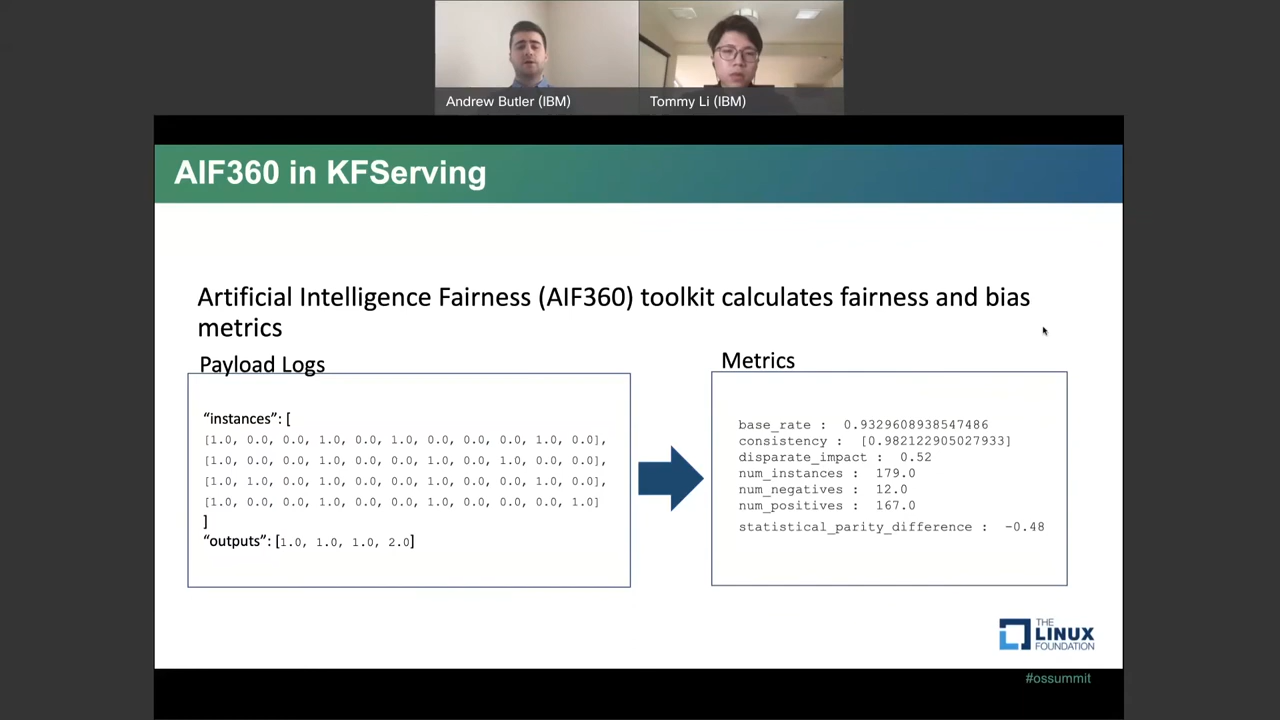 Andrew Butler (IBM)
Tommy Li (IBM)
AIF360 in KFServing
Artificial Intelligence Fairness (AIF360) toolkit calculates fairness and bias
metrics
Payload Logs
“instances”: [
[1.0, 0.0, 0.0, 1.0, 0.0, 1.0, 0.0, 0.0, 0.0, 1.0, 0.0],
[1.0, 0.0, 0.0, 1.0, 0.0, 0.0, 1.0, 0.0, 1.0, 0.0, 0.0],
[1.0, 1.0, 0.0, 1.0, 0.0, 0.0, 1.0, 0.0, 0.0, 1.0, 0.0],
[1.0, 0.0, 0.0, 1.0, 0.0, 0.0, 1.0, 0.0, 0.0, 0.0, 1.0]
]
“outputs”: [1.0, 1.0, 1.0, 2.0]
Metrics
base_rate : 0.9329608938547486
consistency : [0.982122905027933]
disparate_impact : 0.52
num_instances : 179.0
num_negatives : 12.0
num_positives : 167.0
statistical_parity_difference : -0.48
THE
LINUX
FOUNDATION
#ossummit